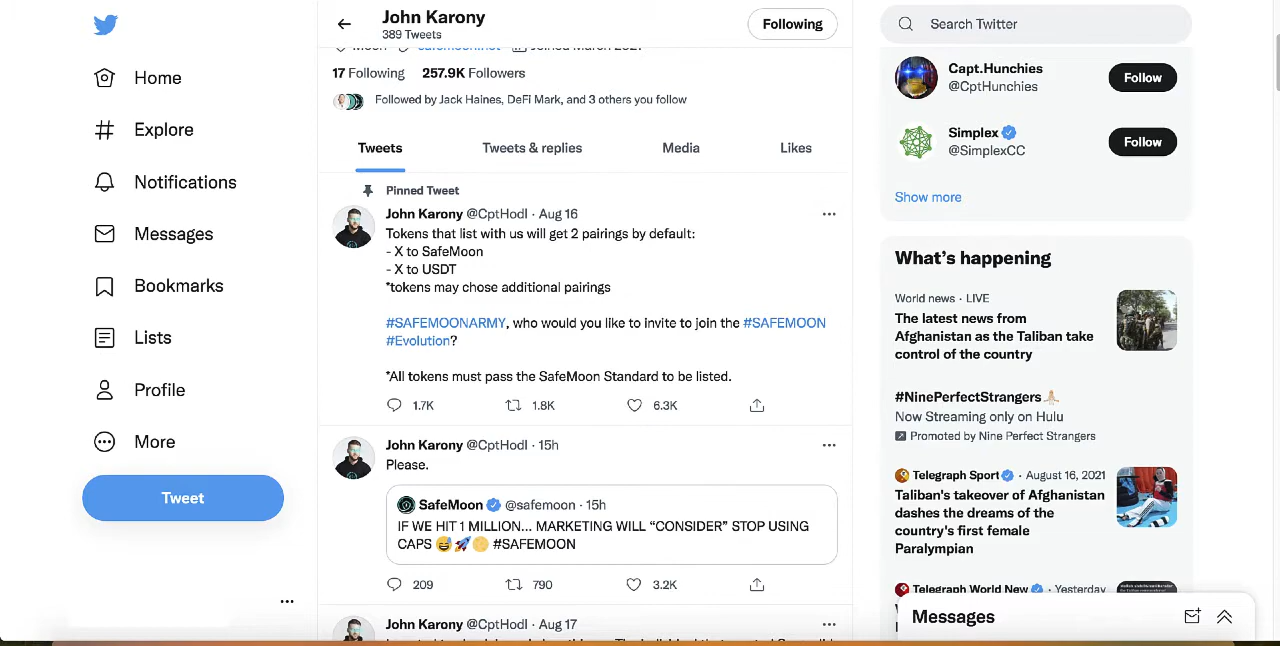 John Karony
389 Tweets
Following
Moon safemoon.net Joined March 2021
17 Following 257.9K Followers
Followed by Jack Haines, DeFi Mark, and 3 others you follow
Tweets
Tweets & replies
Media
Likes
Pinned Tweet
John Karony @CptHodl · Aug 16
Tokens that list with us will get 2 pairings by default:
- X to SafeMoon
- X to USDT
*tokens may chose additional pairings
#SAFEMOONARMY, who would you like to invite to join the #SAFEMOON
#Evolution?
*All tokens must pass the SafeMoon Standard to be listed.
1.7K
1.8K
6.3K
John Karony @CptHodl · 15h
Please.
SafeMoon @safemoon · 15h
IF WE HIT 1 MILLION... MARKETING WILL “CONSIDER” STOP USING
CAPS 😅🚀🌕 #SAFEMOON
209
790
3.2K
John Karony @CptHodl · Aug 17
Home
Explore
Notifications
Messages
Bookmarks
Lists
Profile
More
Tweet
Search Twitter
Capt.Hunchies
@CptHunchies
Follow
Simplex
@SimplexCC
Follow
Show more
What’s happening
World news · LIVE
The latest news from
Afghanistan as the Taliban take
control of the country
#NinePerfectStrangers🙏🏼
Now Streaming only on Hulu
Promoted by Nine Perfect Strangers
Telegraph Sport · August 16, 2021
Taliban's takeover of Afghanistan
dashes the dreams of the
country's first female
Paralympian
Telegraph World New · Yesterday
Messages